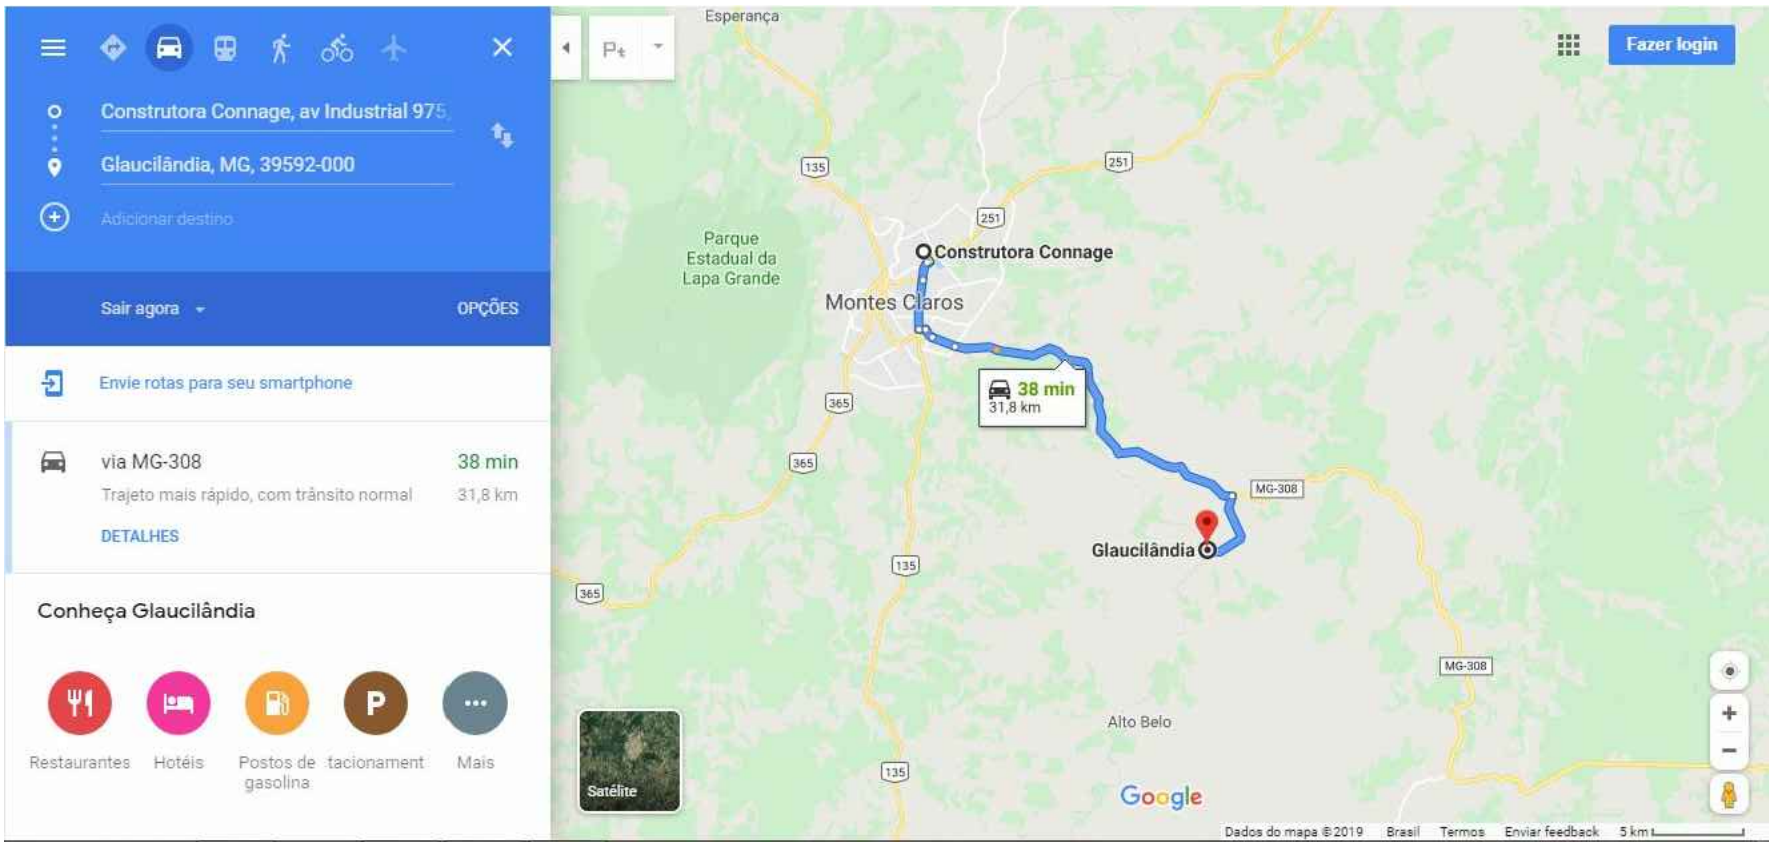 Construtora Connage, av Industrial 975,
Glaucilândia, MG, 39592-000
Adicionar destino
Sair agora
OPÇÕES
Envie rotas para seu smartphone
via MG-308
38 min
Trajeto mais rápido, com trânsito normal
31,8 km
DETALHES
Conheça Glaucilândia
P
Restaurantes
Hotéis
Postos de
gasolina
tacionament
Mais
Fazer login
Esperança
135
251
251
Parque
Estadual da
Lapa Grande
Construtora Connage
Montes Claros
38 min
31,8 km
365
365
MG-308
Glaucilândia
135
365
MG-308
Alto Belo
135
Satélite
Google
Dados do mapa ©2019 Brasil Termos Enviar feedback 5 km